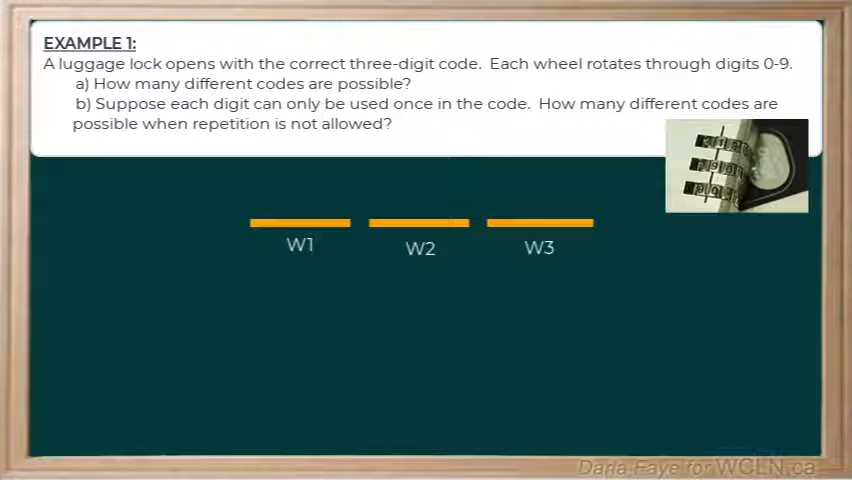 EXAMPLE 1:
A luggage lock opens with the correct three-digit code. Each wheel rotates through digits 0-9.
a) How many different codes are possible?
b) Suppose each digit can only be used once in the code. How many different codes are
possible when repetition is not allowed?
W1 W2 W3
Darla Faye for WCLN.ca